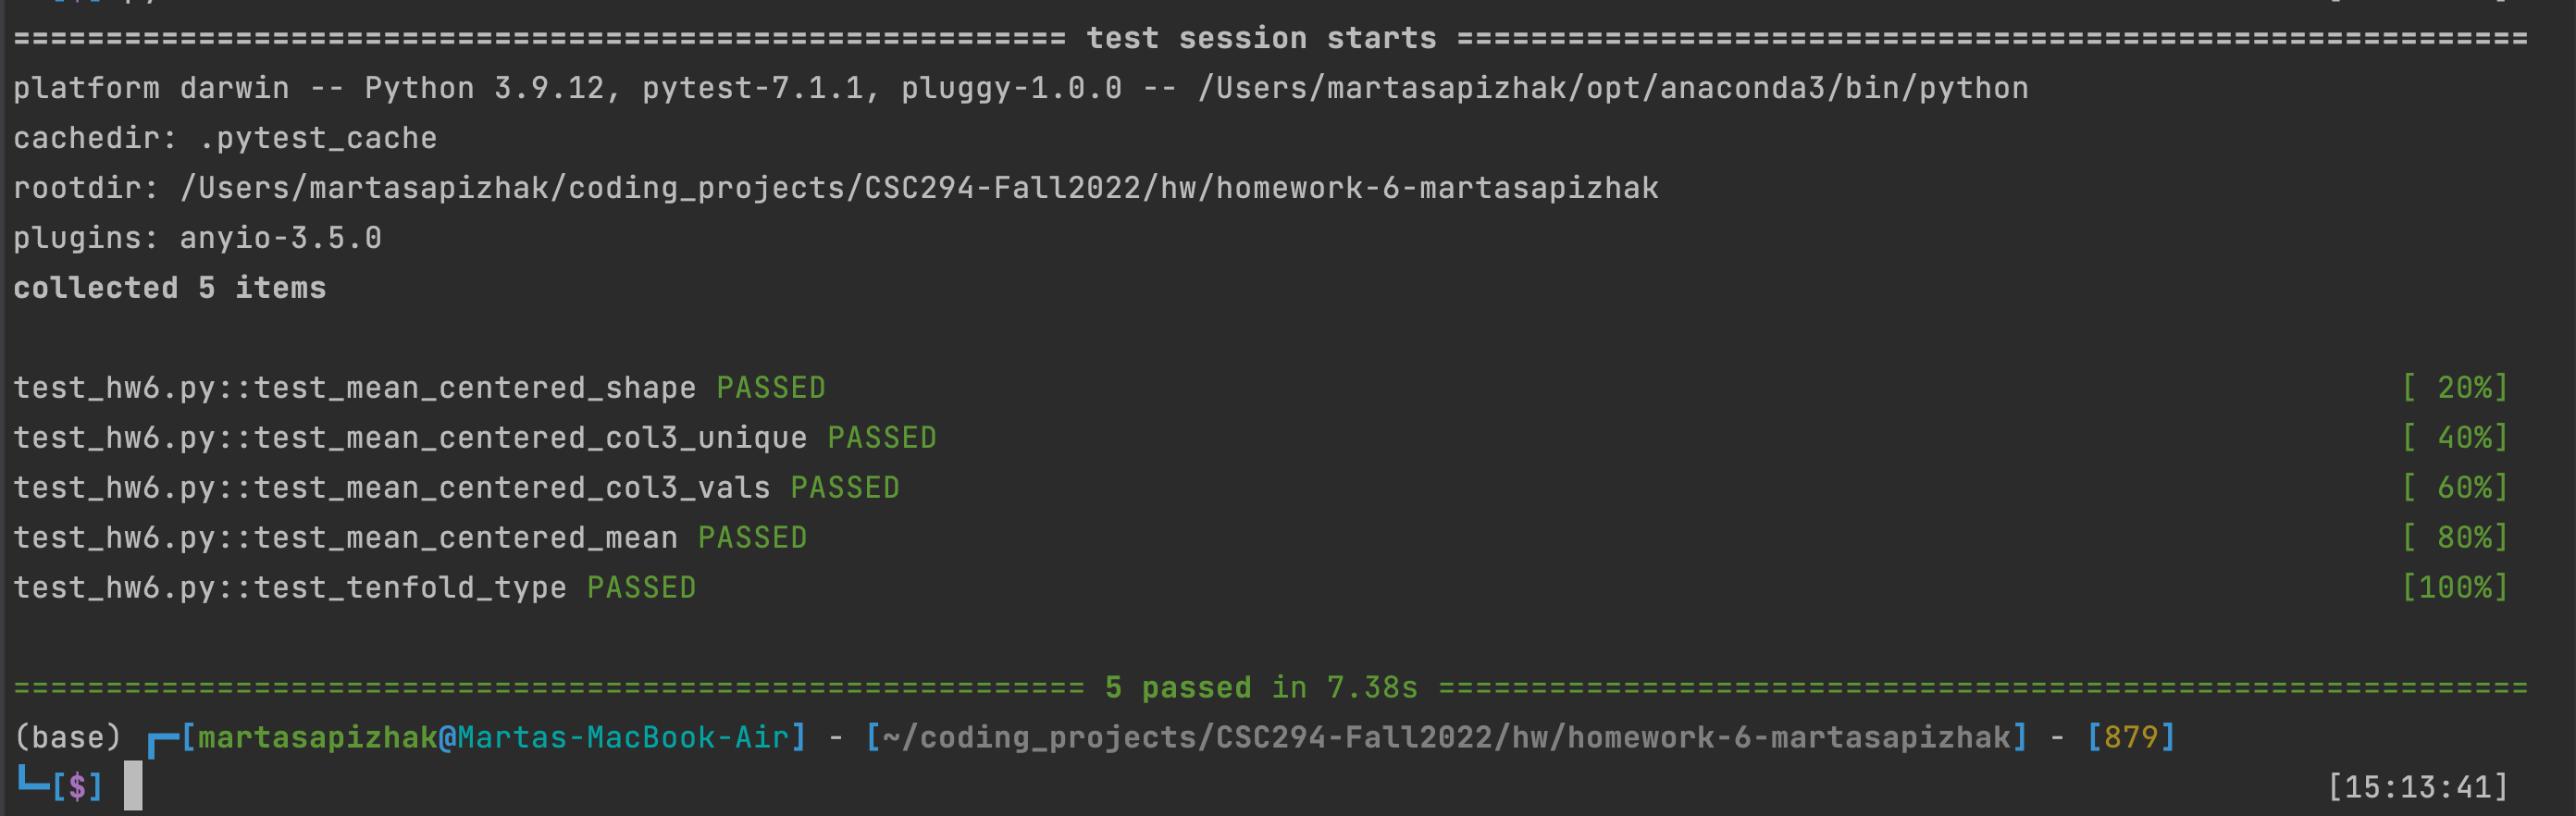 ========================================================= test session starts ==========================================================
platform darwin -- Python 3.9.12, pytest-7.1.1, pluggy-1.0.0 -- /Users/martasapizhak/opt/anaconda3/bin/python
cachedir: .pytest_cache
rootdir: /Users/martasapizhak/coding_projects/CSC294-Fall2022/hw/homework-6-martasapizhak
plugins: anyio-3.5.0
collected 5 items
test_hw6.py::test_mean_centered_shape PASSED [ 20%]
test_hw6.py::test_mean_centered_col3_unique PASSED [ 40%]
test_hw6.py::test_mean_centered_col3_vals PASSED [ 60%]
test_hw6.py::test_mean_centered_mean PASSED [ 80%]
test_hw6.py::test_tenfold_type PASSED [100%]
========================================================== 5 passed in 7.38s ===========================================================
(base) ┏━[martasapizhak@Martas-MacBook-Air] - [~/coding_projects/CSC294-Fall2022/hw/homework-6-martasapizhak] - [879]
┗━[$] [15:13:41]